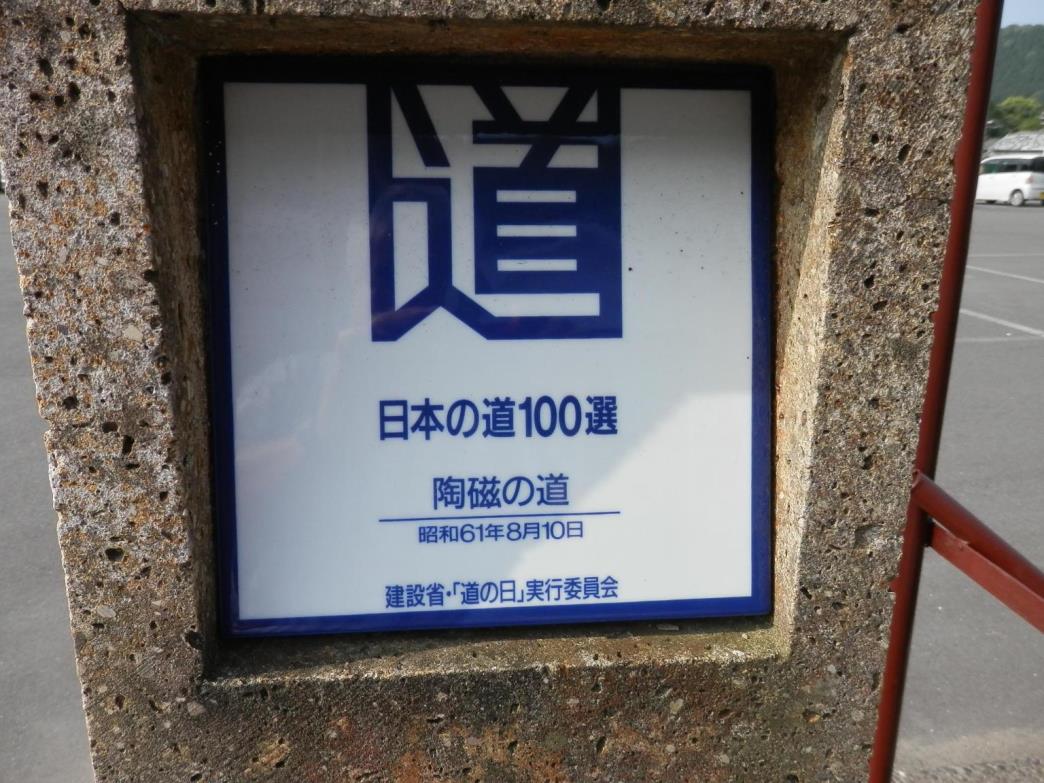 道
日本の道100選
陶磁の道
昭和61年8月10日
建設省・「道の日」実行委員会